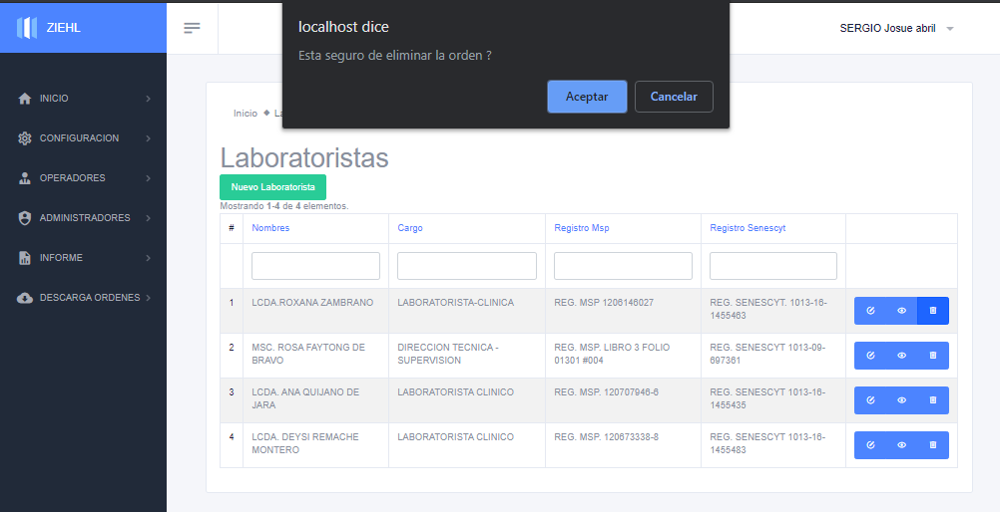 ZIEHL
localhost dice
Esta seguro de eliminar la orden ?
Aceptar
Cancelar
SERGIO Josue abril
INICIO
CONFIGURACION
OPERADORES
ADMINISTRADORES
INFORME
DESCARGA ORDENES
Inicio
Laboratoristas
Nuevo Laboratorista
Mostrando 1-4 de 4 elementos.
# Nombres Cargo Registro Msp Registro Senescyt
1 LCDA.ROXANA ZAMBRANO LABORATORISTA-CLINICA REG. MSP 1206146027 REG. SENESCYT. 1013-16-
1455463
2 MSC. ROSA FAYTONG DE DIRECCION TECNICA - REG. MSP. LIBRO 3 FOLIO REG. SENESCYT 1013-09-
BRAVO SUPERVISION 01301 #004 697361
3 LCDA. ANA QUIJANO DE LABORATORISTA CLINICO REG. MSP. 120707946-6 REG. SENESCYT 1013-16-
JARA 1455435
4 LCDA. DEYSI REMACHE LABORATORISTA CLINICO REG. MSP. 120673338-8 REG. SENESCYT 1013-16-
MONTERO 1455483